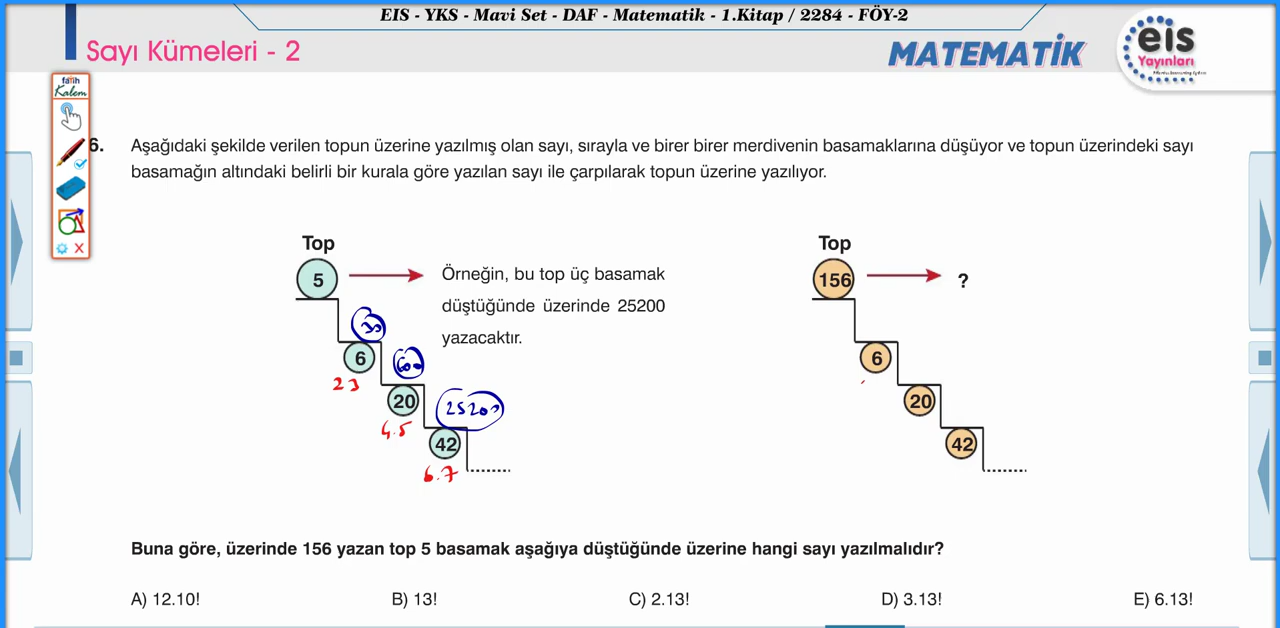 EIS - YKS - Mavi Set - DAF - Matematik - 1.Kitap / 2284 - FÖY-2
Sayı Kümeleri - 2
MATEMATİK
eis
Yayınları
fatih
Kalem
6.
Aşağıdaki şekilde verilen topun üzerine yazılmış olan sayı, sırayla ve birer birer merdivenin basamaklarına düşüyor ve topun üzerindeki sayı
basamağın altındaki belirli bir kurala göre yazılan sayı ile çarpılarak topun üzerine yazılıyor.
Top
5
Örneğin, bu top üç basamak
düştüğünde üzerinde 25200
yazacaktır.
30
6
2 3
600
20
4.5
25200
42
6.7
Top
156
?
6
20
42
Buna göre, üzerinde 156 yazan top 5 basamak aşağıya düştüğünde üzerine hangi sayı yazılmalıdır?
A) 12.10! B) 13! C) 2.13! D) 3.13! E) 6.13!